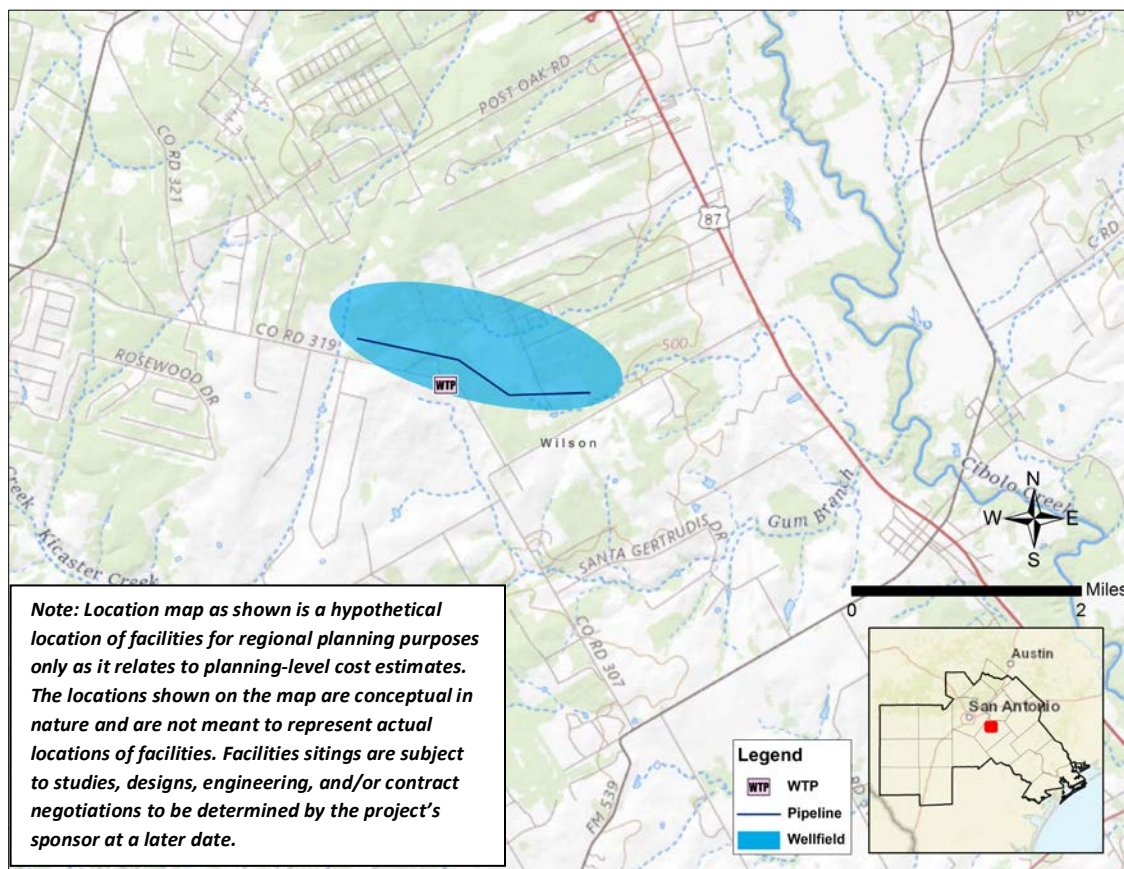 POST OAK RD
CO RD 321
87
CO RD 319
ROSEWOOD DR
500
WTP
Wilson
Cibolo Creek
Gum Branch
SANTA GERTRUDIS DR
Creek
Kicaster Creek
CO RD 307
FM 539
N
W E
S
Miles
0 2
Note: Location map as shown is a hypothetical
location of facilities for regional planning purposes
only as it relates to planning-level cost estimates.
The locations shown on the map are conceptual in
nature and are not meant to represent actual
locations of facilities. Facilities sitings are subject
to studies, designs, engineering, and/or contract
negotiations to be determined by the project's
sponsor at a later date.
Legend
WTP WTP
Pipeline
Wellfield
Austin
San Antonio